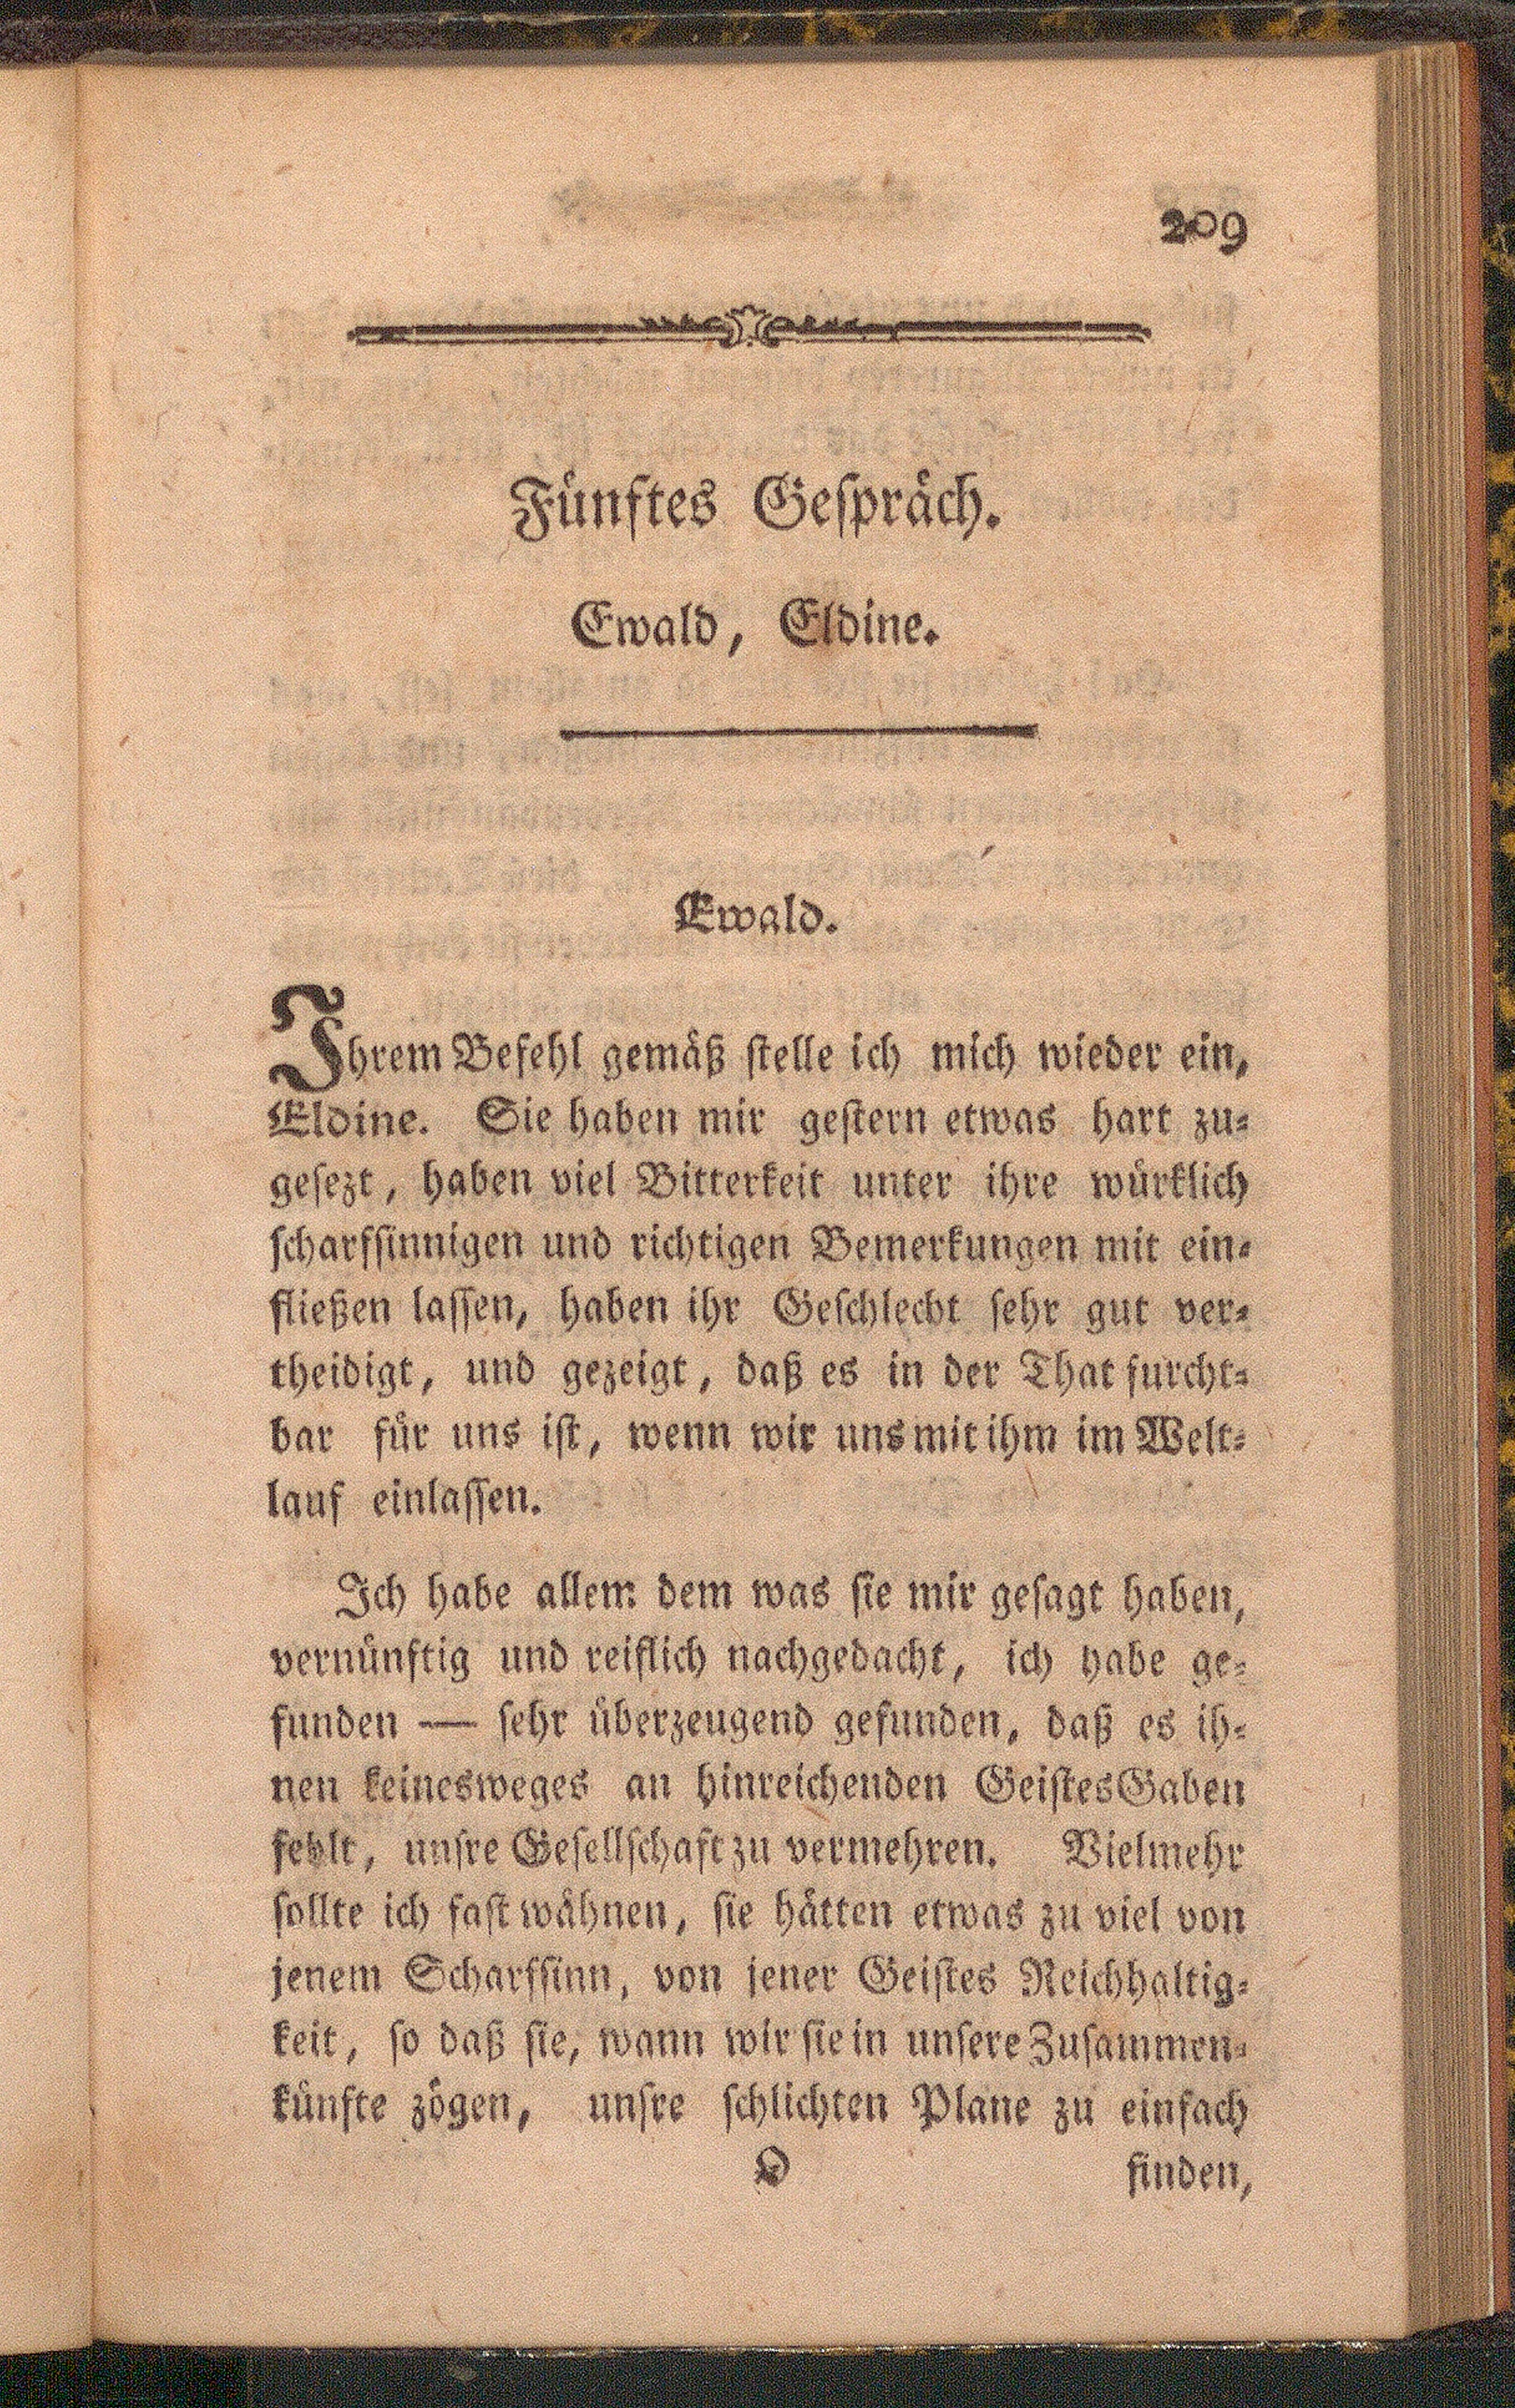 209
Fünftes Gespräch.
Ewald, Eldine.
Ewald.
Ihrem Befehl gemäß stelle ich mich wieder ein,
Eldine. Sie haben mir gestern etwas hart zu-
gesezt, haben viel Bitterkeit unter ihre würklich
scharfsinnigen und richtigen Bemerkungen mit ein-
fließen lassen, haben ihr Geschlecht sehr gut ver-
theidigt, und gezeigt, daß es in der That furcht-
bar für uns ist, wenn wir uns mit ihm im Welt-
lauf einlassen.
Ich habe allem dem was sie mir gesagt haben,
vernünftig und reiflich nachgedacht, ich habe ge-
funden — sehr überzeugend gefunden, daß es ih-
nen keinesweges an hinreichenden GeistesGaben
fehlt, unsre Gesellschaft zu vermehren. Vielmehr
sollte ich fast wähnen, sie hätten etwas zu viel von
jenem Scharfsinn, von jener Geistes Reichhaltig-
keit, so daß sie, wann wir sie in unsere Zusammen-
künfte zögen, unsre schlichten Plane zu einfach
O finden,